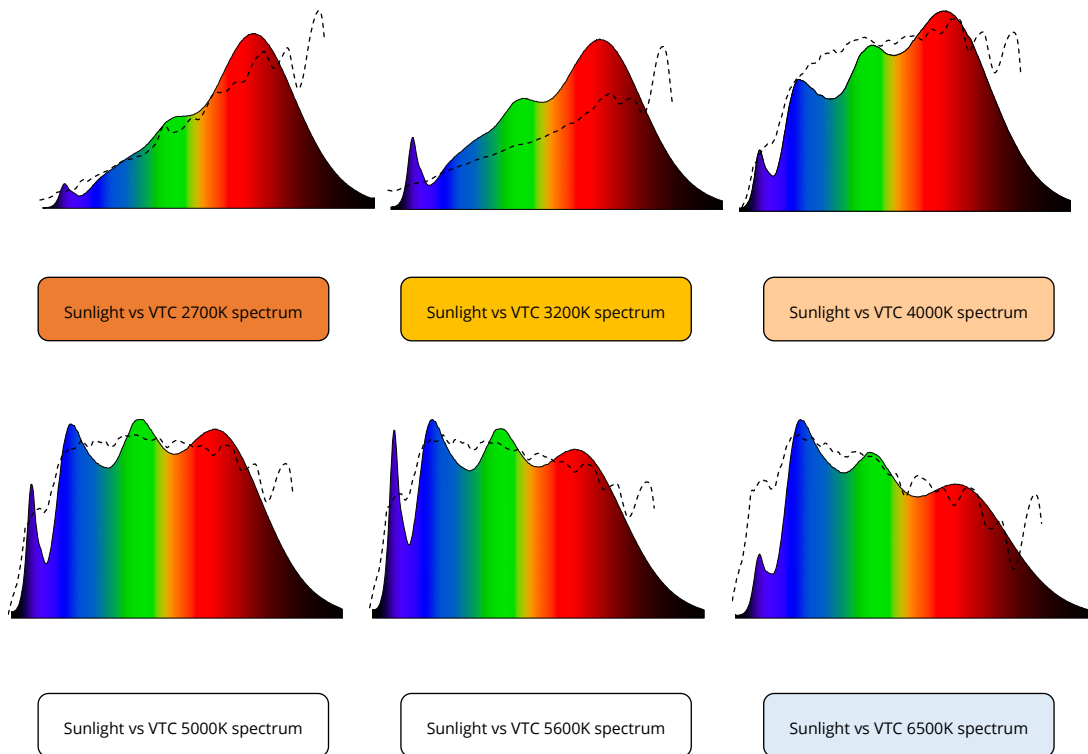 Sunlight vs VTC 2700K spectrum
Sunlight vs VTC 3200K spectrum
Sunlight vs VTC 4000K spectrum
Sunlight vs VTC 5000K spectrum
Sunlight vs VTC 5600K spectrum
Sunlight vs VTC 6500K spectrum